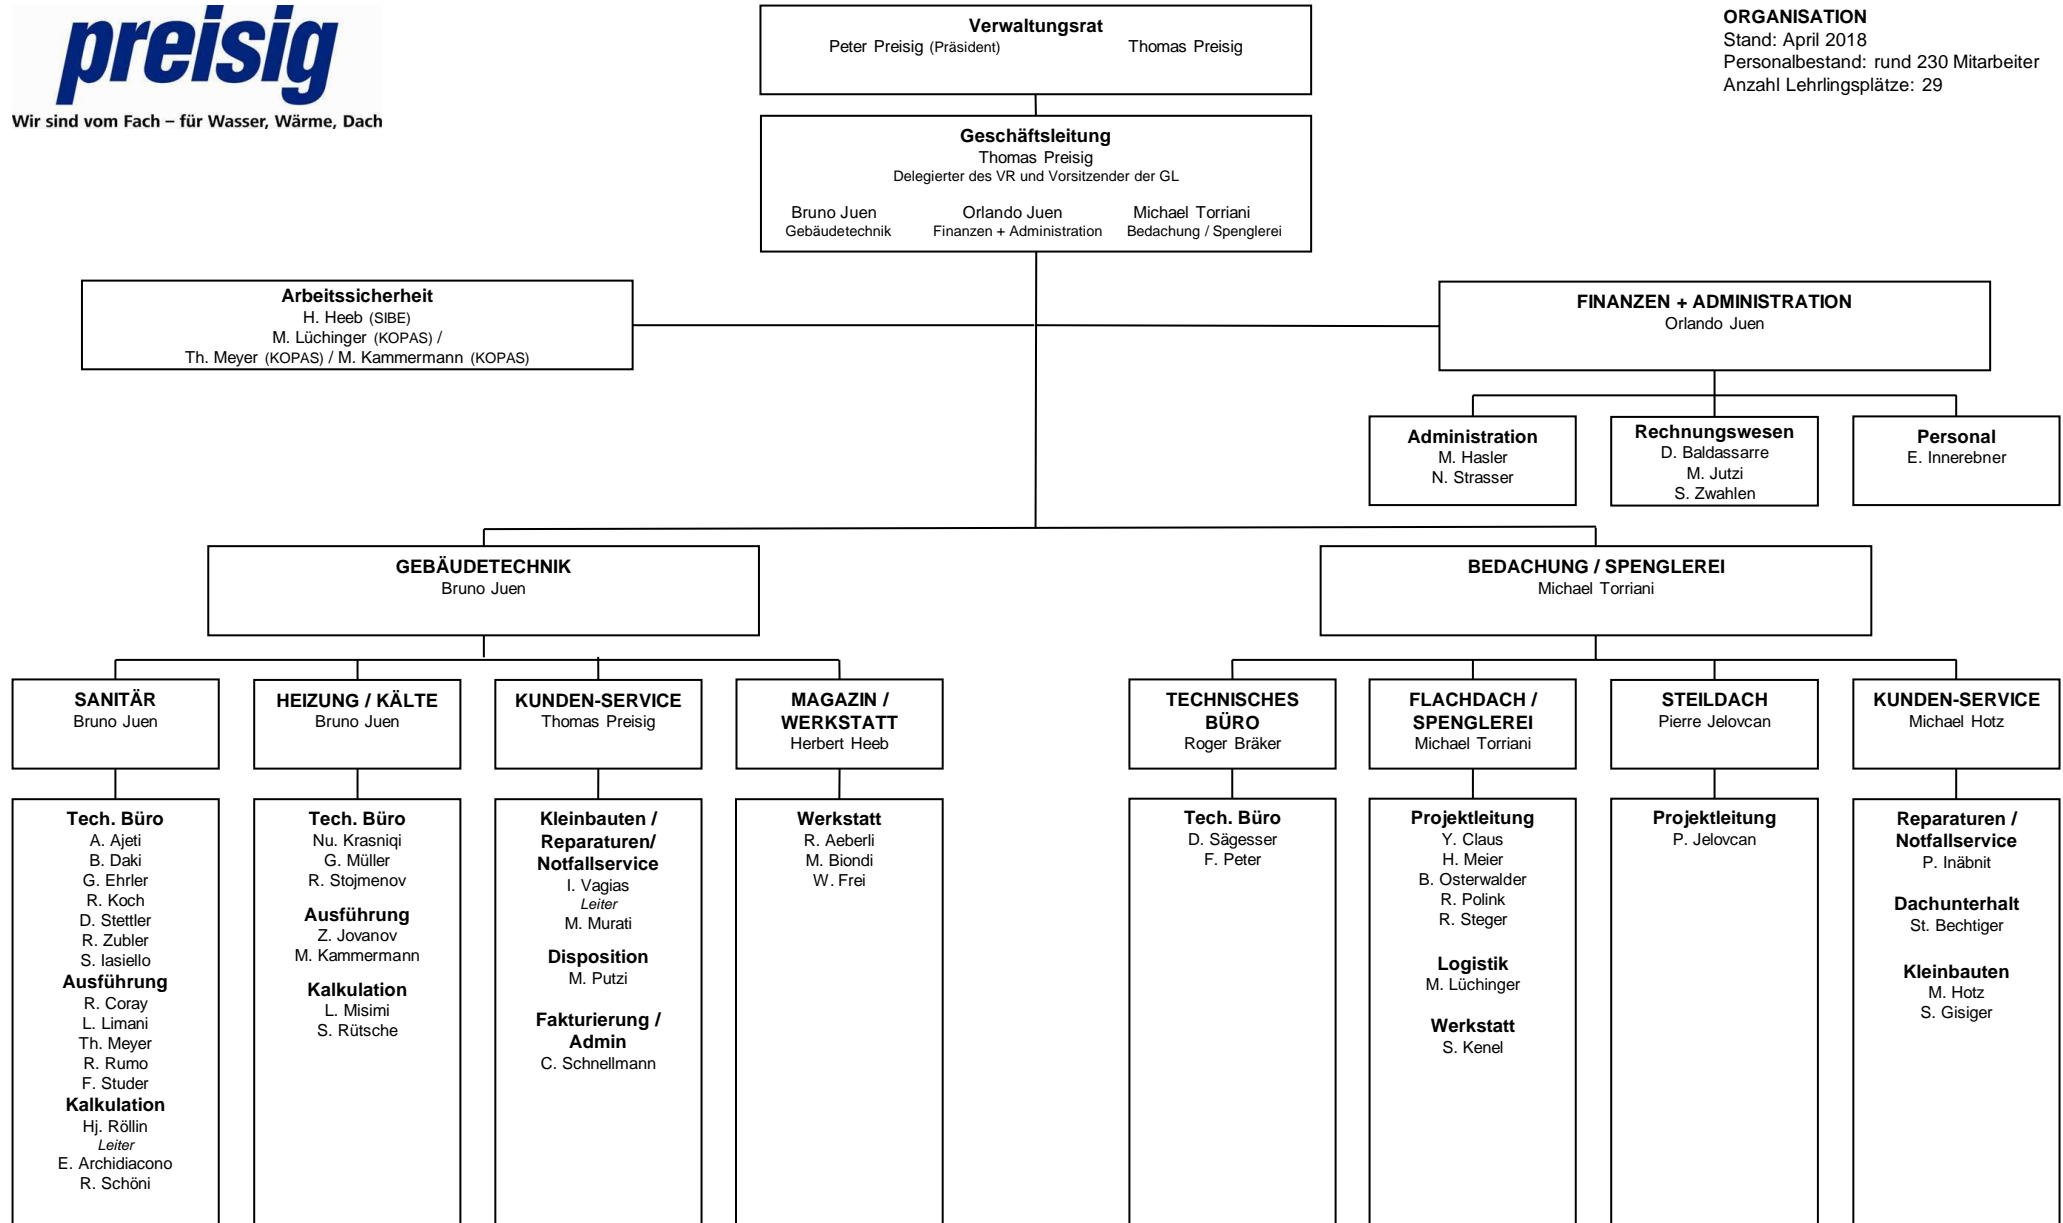 preisig
Wir sind vom Fach – für Wasser, Wärme, Dach
Verwaltungsrat
Peter Preisig (Präsident) Thomas Preisig
ORGANISATION
Stand: April 2018
Personalbestand: rund 230 Mitarbeiter
Anzahl Lehrlingsplätze: 29
Geschäftsleitung
Thomas Preisig
Delegierter des VR und Vorsitzender der GL
Bruno Juen Orlando Juen Michael Torriani
Gebäudetechnik Finanzen + Administration Bedachung / Spenglerei
Arbeitssicherheit
H. Heeb (SIBE)
M. Lüchinger (KOPAS) /
Th. Meyer (KOPAS) / M. Kammermann (KOPAS)
FINANZEN + ADMINISTRATION
Orlando Juen
Administration
M. Hasler
N. Strasser
Rechnungswesen
D. Baldassarre
M. Jutzi
S. Zwahlen
Personal
E. Innerebner
GEBÄUDETECHNIK
Bruno Juen
BEDACHUNG / SPENGLEREI
Michael Torriani
SANITÄR
Bruno Juen
HEIZUNG / KÄLTE
Bruno Juen
KUNDEN-SERVICE
Thomas Preisig
MAGAZIN /
WERKSTATT
Herbert Heeb
TECHNISCHES
BÜRO
Roger Bräker
FLACHDACH /
SPENGLEREI
Michael Torriani
STEILDACH
Pierre Jelovcan
KUNDEN-SERVICE
Michael Hotz
Tech. Büro
A. Ajeti
B. Daki
G. Ehrler
R. Koch
D. Stettler
R. Zubler
S. Iasiello
Ausführung
R. Coray
L. Limani
Th. Meyer
R. Rumo
F. Studer
Kalkulation
Hj. Röllin
Leiter
E. Archidiacono
R. Schöni
Tech. Büro
Nu. Krasniqi
G. Müller
R. Stojmenov
Ausführung
Z. Jovanov
M. Kammermann
Kalkulation
L. Misimi
S. Rütsche
Kleinbauten /
Reparaturen/
Notfallservice
I. Vagias
Leiter
M. Murati
Disposition
M. Putzi
Fakturierung /
Admin
C. Schnellmann
Werkstatt
R. Aeberli
M. Biondi
W. Frei
Tech. Büro
D. Sägesser
F. Peter
Projektleitung
Y. Claus
H. Meier
B. Osterwalder
R. Polink
R. Steger
Logistik
M. Lüchinger
Werkstatt
S. Kenel
Projektleitung
P. Jelovcan
Reparaturen /
Notfallservice
P. Inäbnit
Dachunterhalt
St. Bechtiger
Kleinbauten
M. Hotz
S. Gisiger